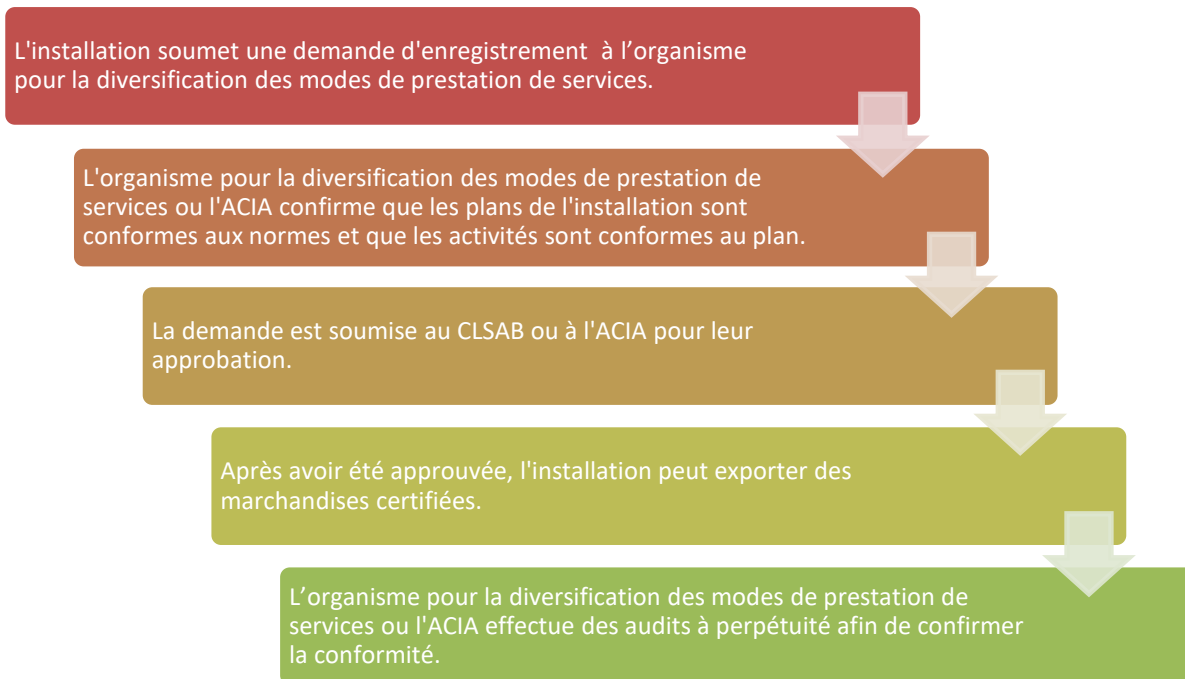 L'installation soumet une demande d'enregistrement  à l’organisme
pour la diversification des modes de prestation de services.
L'organisme pour la diversification des modes de prestation de
services ou l'ACIA confirme que les plans de l'installation sont
conformes aux normes et que les activités sont conformes au plan.
La demande est soumise au CLSAB ou à l'ACIA pour leur
approbation.
Après avoir été approuvée, l'installation peut exporter des
marchandises certifiées.
L’organisme pour la diversification des modes de prestation de
services ou l'ACIA effectue des audits à perpétuité afin de confirmer
la conformité.